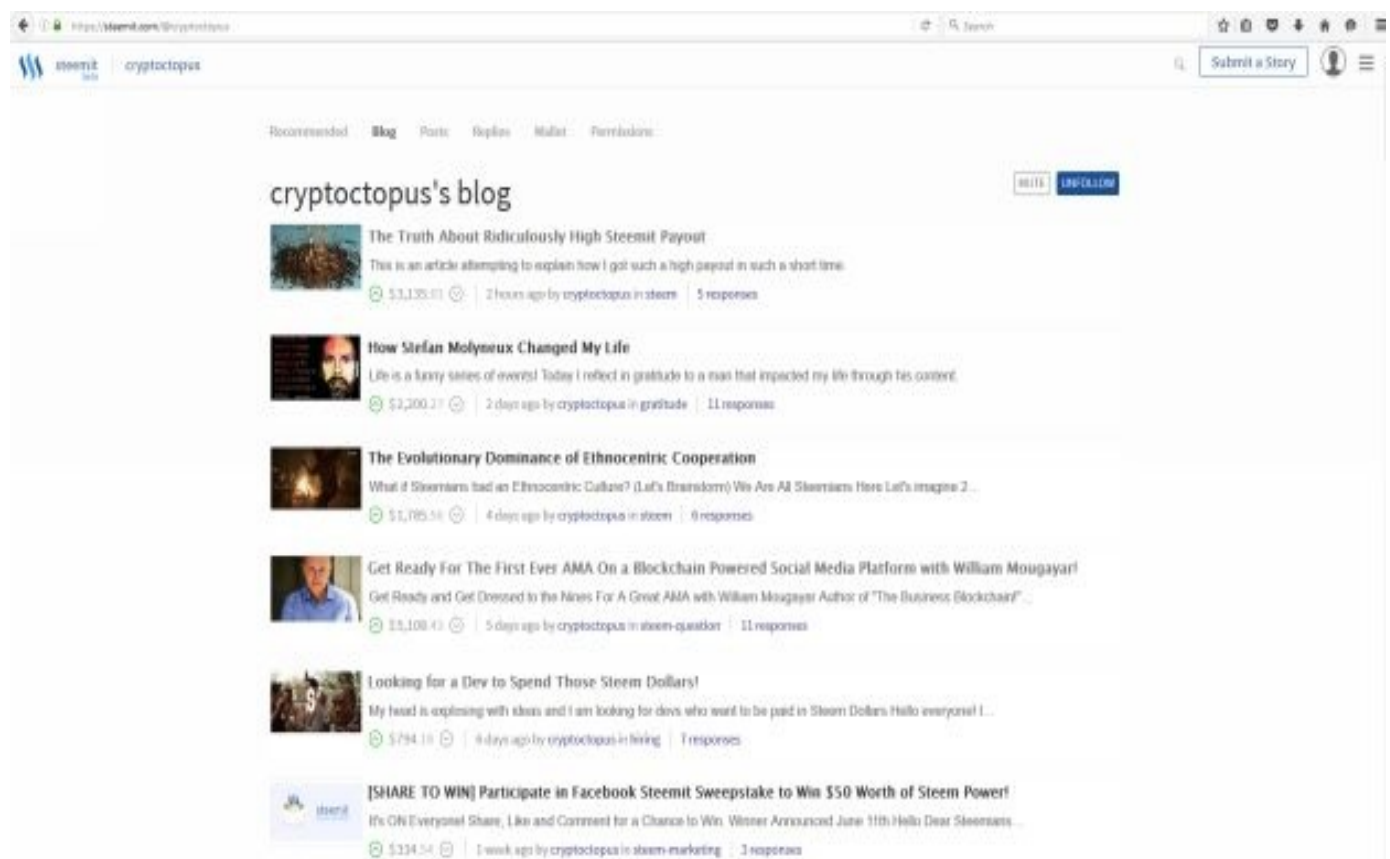 https://steemit.com/@cryptoctopus
Search
steemit
beta
cryptoctopus
Submit a Story
Recommended Blog Posts Replies Wallet Permissions
cryptoctopus's blog
MUTE UNFOLLOW
The Truth About Ridiculously High Steemit Payout
This is an article attempting to explain how I got such a high payout in such a short time.
2 hours ago by cryptoctopus in steem 5 responses
How Stefan Molyneux Changed My Life
Life is a funny series of events! Today I reflect in gratitude to a man that impacted my life through his content.
2 days ago by cryptoctopus in gratitude 11 responses
The Evolutionary Dominance of Ethnocentric Cooperation
What if Steemians had an Ethnocentric Culture? (Let's Brainstorm) We Are All Steemians Here Let's imagine 2...
4 days ago by cryptoctopus in steem 6 responses
Get Ready For The First Ever AMA On a Blockchain Powered Social Media Platform with William Mougayar!
Get Ready and Get Dressed to the Nines For A Great AMA with William Mougayar Author of "The Business Blockchain!"...
5 days ago by cryptoctopus in steem-question 11 responses
Looking for a Dev to Spend Those Steem Dollars!
My head is explosing with ideas and I am looking for devs who want to be paid in Steem Dollars Hello everyone! I...
6 days ago by cryptoctopus in hiring 7 responses
[SHARE TO WIN] Participate in Facebook Steemit Sweepstake to Win $50 Worth of Steem Power!
It's ON Everyone! Share, Like and Comment for a Chance to Win. Winner Announced June 11th Hello Dear Steemians...
1 week ago by cryptoctopus in steem-marketing 3 responses